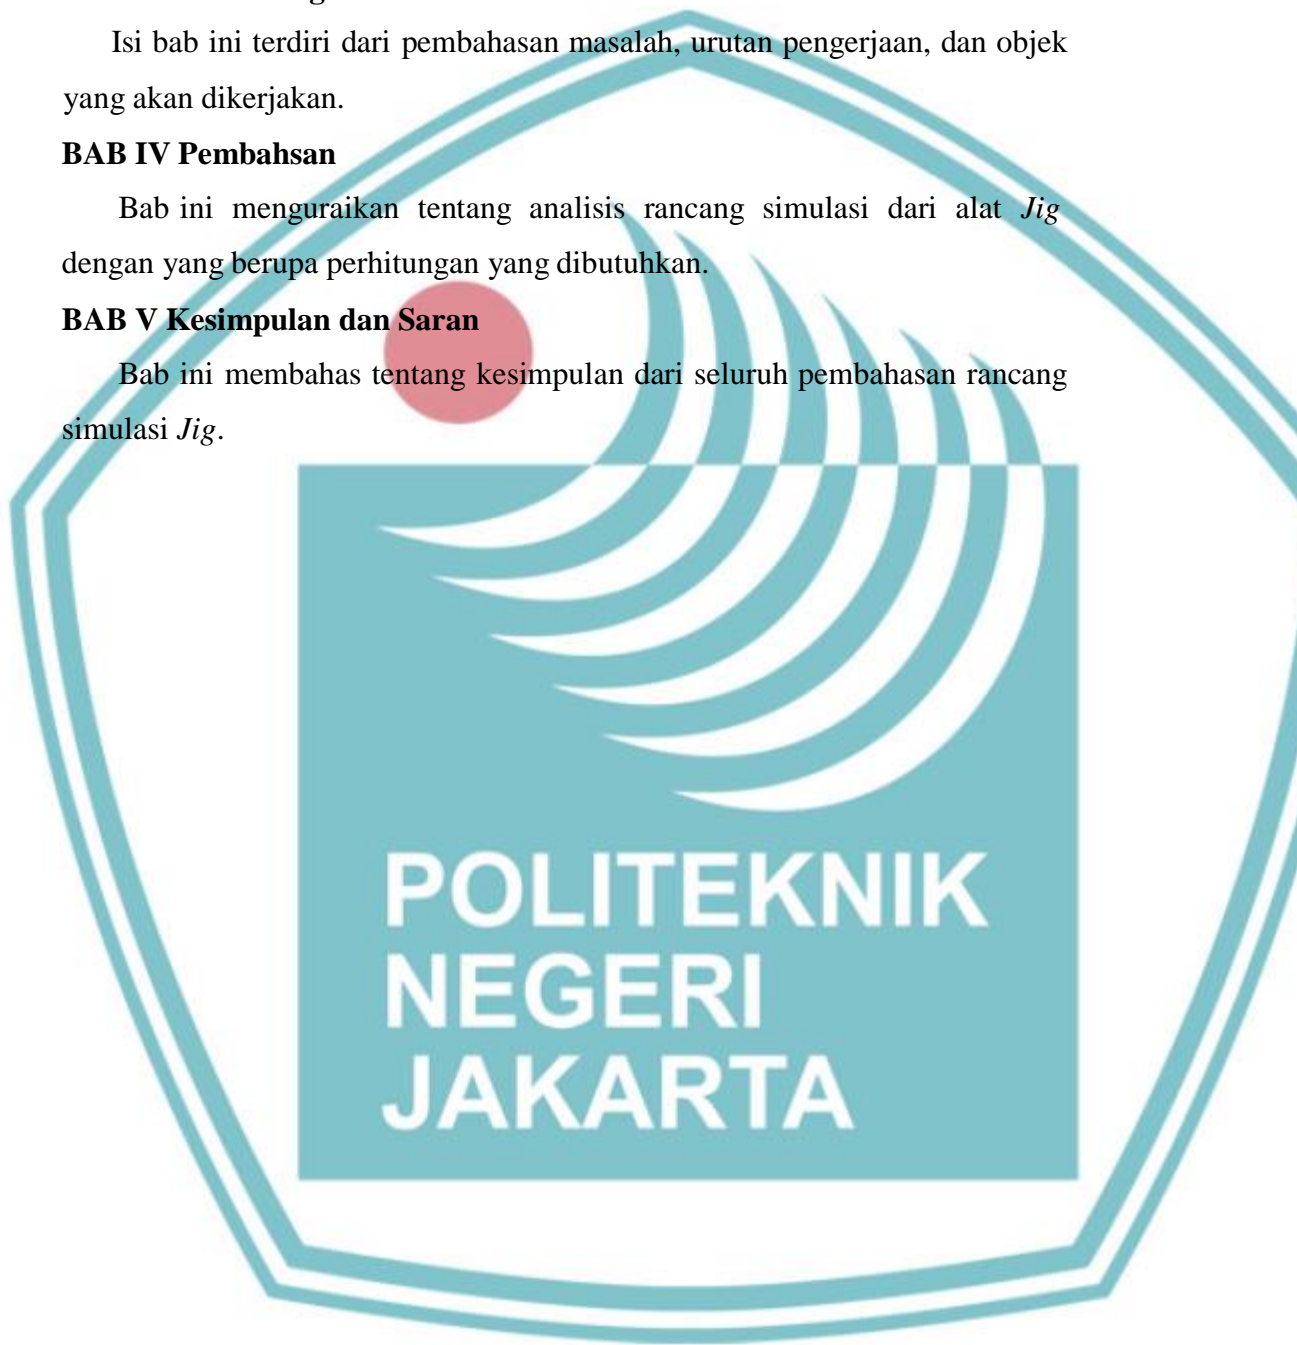 Isi bab ini terdiri dari pembahasan masalah, urutan pengerjaan, dan objek
yang akan dikerjakan.
BAB IV Pembahsan
Bab ini menguraikan tentang analisis rancang simulasi dari alat Jig
dengan yang berupa perhitungan yang dibutuhkan.
BAB V Kesimpulan dan Saran
Bab ini membahas tentang kesimpulan dari seluruh pembahasan rancang
simulasi Jig.
POLITEKNIK
NEGERI
JAKARTA